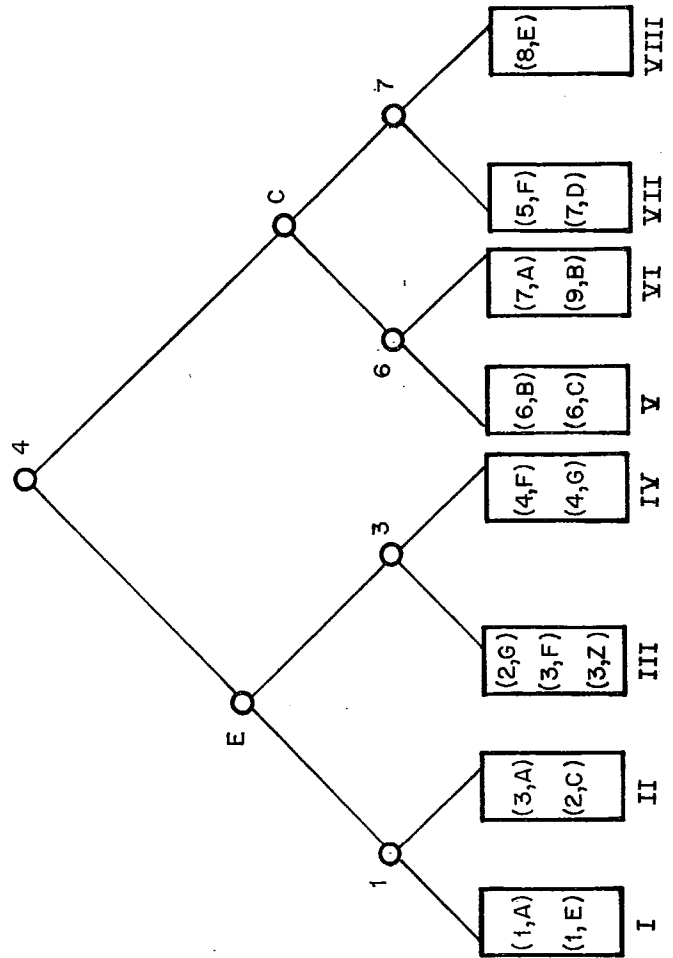 4
E
C
1
3
6
7
(1,A)
(1,E)
(3,A)
(2,C)
(2,G)
(3,F)
(3,Z)
(4,F)
(4,G)
(6,B)
(6,C)
(7,A)
(9,B)
(5,F)
(7,D)
(8,E)
I
II
III
IV
V
VI
VII
VIII